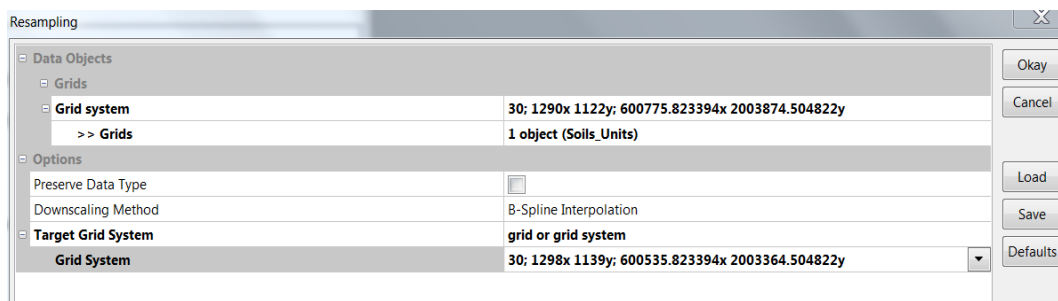 Resampling
Data Objects
Okay
Grids
Grid system 30; 1290x 1122y; 600775.823394x 2003874.504822y
Cancel
>> Grids 1 object (Soils_Units)
Options
Load
Preserve Data Type
Downscaling Method B-Spline Interpolation
Save
Target Grid System grid or grid system
Defaults
Grid System 30; 1298x 1139y; 600535.823394x 2003364.504822y